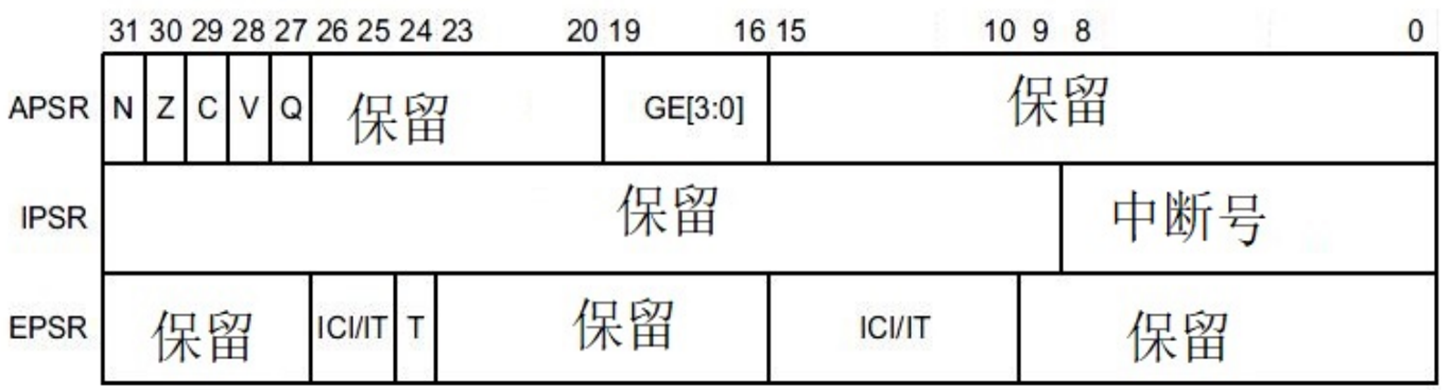 31 30 29 28 27 26 25 24 23 20 19 16 15 10 9 8 0
APSR N Z C V Q 保留 GE[3:0] 保留
IPSR 保留 中断号
EPSR 保留 ICI/IT T 保留 ICI/IT 保留